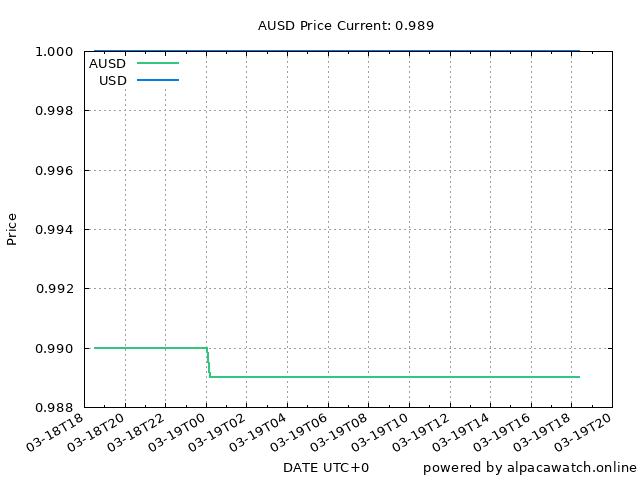 AUSD Price Current: 0.989
1.000
AUSD
USD
0.998
0.996
0.994
Price
0.992
0.990
0.988
03-18T18 03-18T20 03-18T22 03-19T00 03-19T02 03-19T04 03-19T06 03-19T08 03-19T10 03-19T12 03-19T14 03-19T16 03-19T18 03-19T20
DATE UTC+0 powered by alpacawatch.online